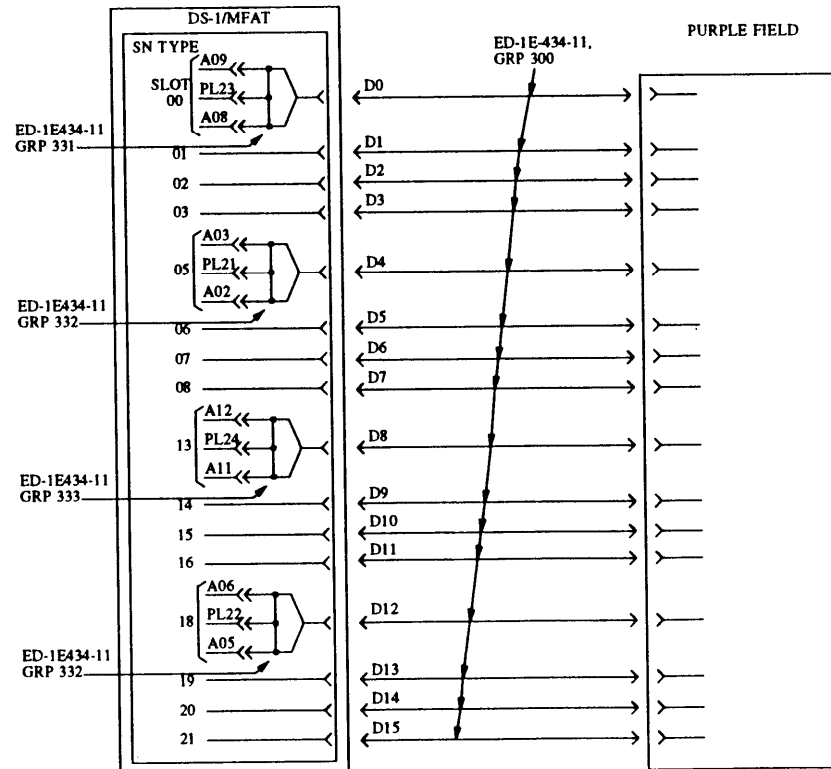 DS-1/MFAT
SN TYPE
ED-1E-434-11,
GRP 300
PURPLE FIELD
A09
SLOT
00
PL23
A08
D0
ED-1E434-11
GRP 331
01
D1
02
D2
03
D3
A03
05
PL21
A02
D4
ED-1E434-11
GRP 332
06
D5
07
D6
08
D7
A12
13
PL24
A11
D8
ED-1E434-11
GRP 333
14
D9
15
D10
16
D11
A06
18
PL22
A05
D12
ED-1E434-11
GRP 332
19
D13
20
D14
21
D15